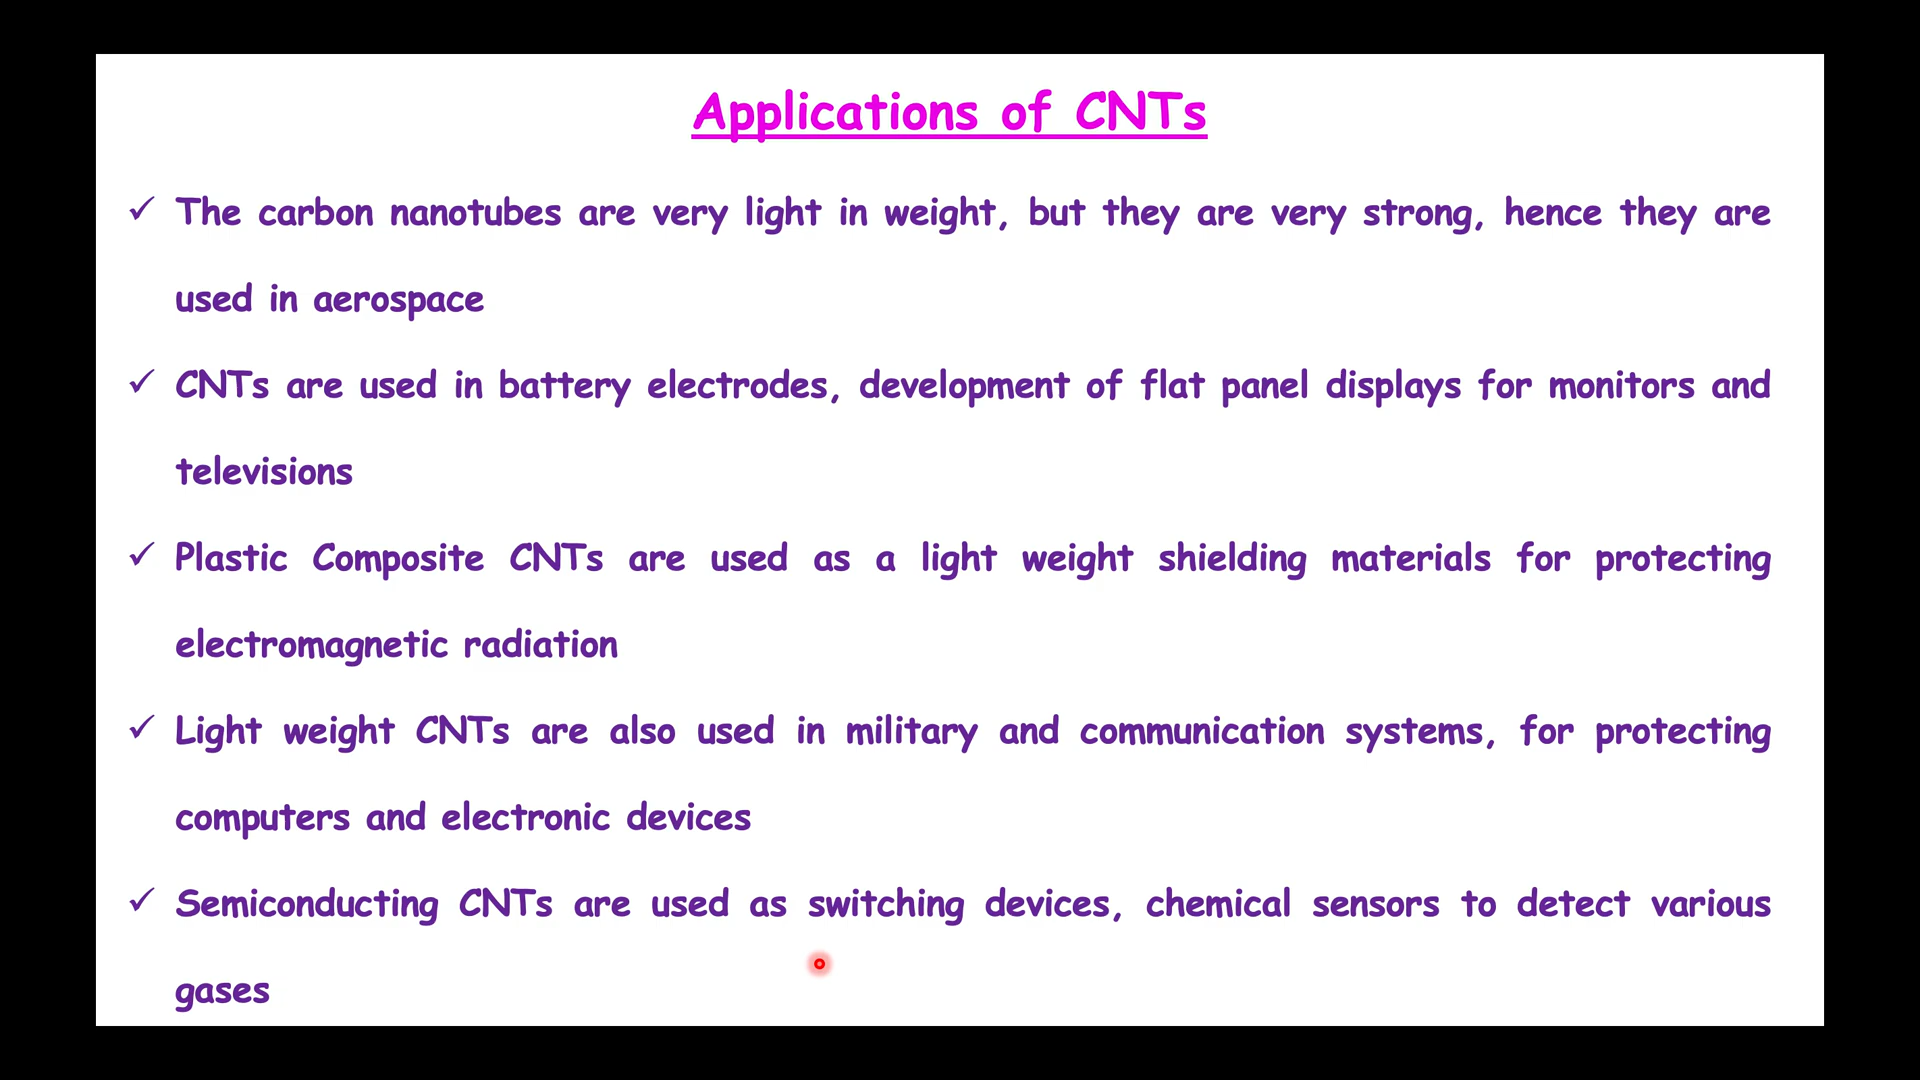 Applications of CNTs
✓ The carbon nanotubes are very light in weight, but they are very strong, hence they are
used in aerospace
✓ CNTs are used in battery electrodes, development of flat panel displays for monitors and
televisions
✓ Plastic Composite CNTs are used as a light weight shielding materials for protecting
electromagnetic radiation
✓ Light weight CNTs are also used in military and communication systems, for protecting
computers and electronic devices
✓ Semiconducting CNTs are used as switching devices, chemical sensors to detect various
gases